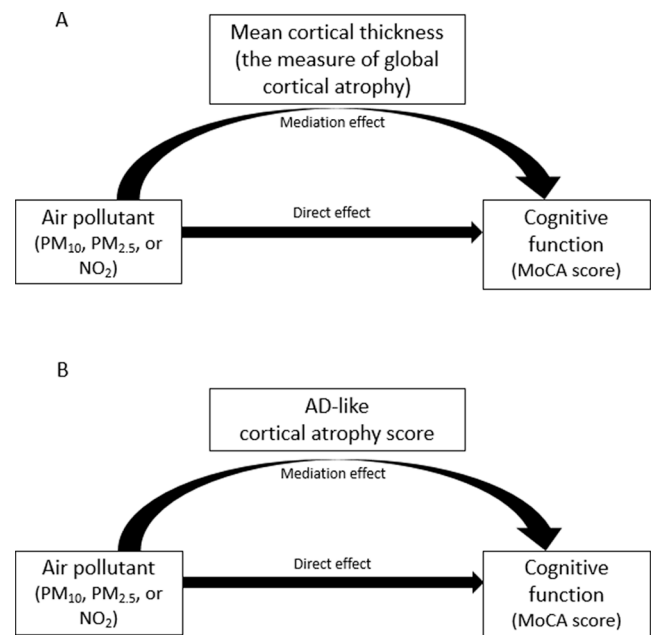 A
Mean cortical thickness
(the measure of global
cortical atrophy)
Mediation effect
Air pollutant
(PM₁₀, PM₂.₅, or
NO₂)
Direct effect
Cognitive
function
(MoCA score)
B
AD-like
cortical atrophy score
Mediation effect
Air pollutant
(PM₁₀, PM₂.₅, or
NO₂)
Direct effect
Cognitive
function
(MoCA score)